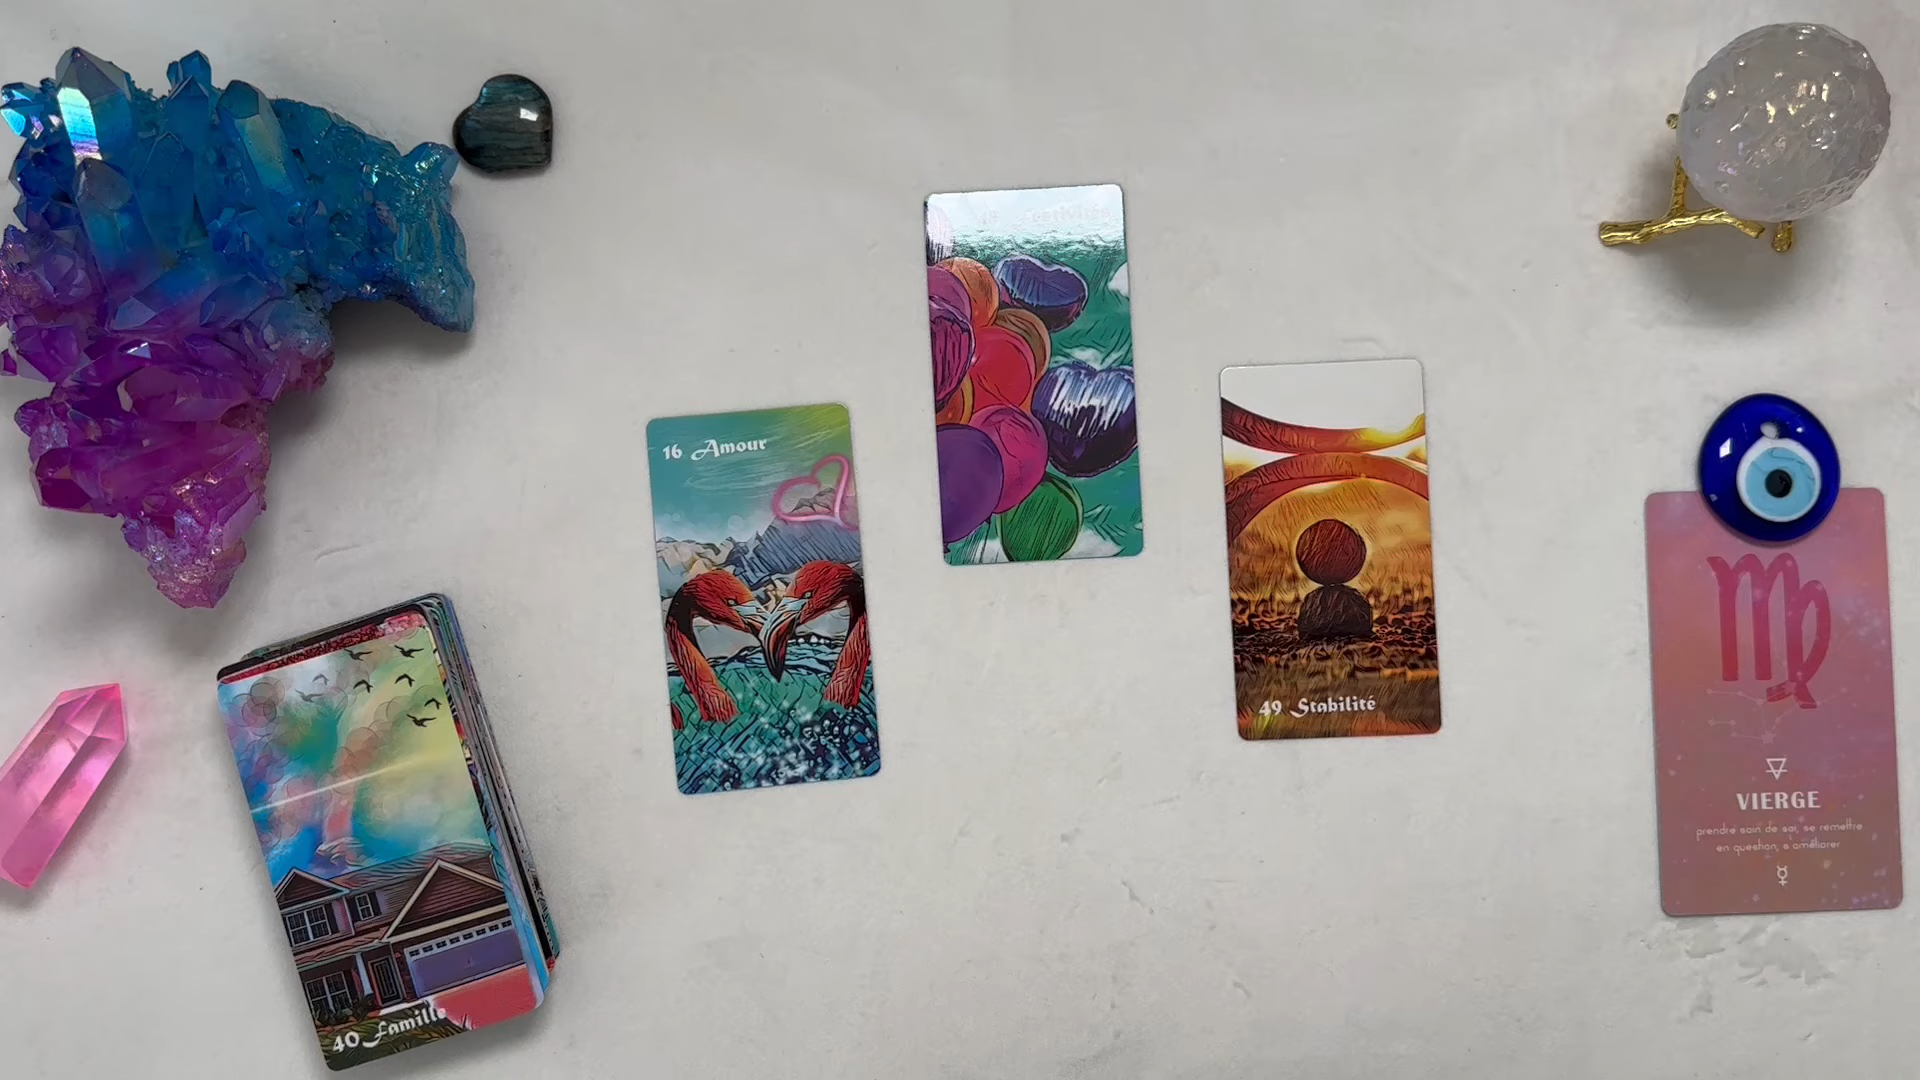 16 Amour
49 Stabilité
40 Famille
VIERGE
prendre soin de soi, se remettre
en question, s améliorer